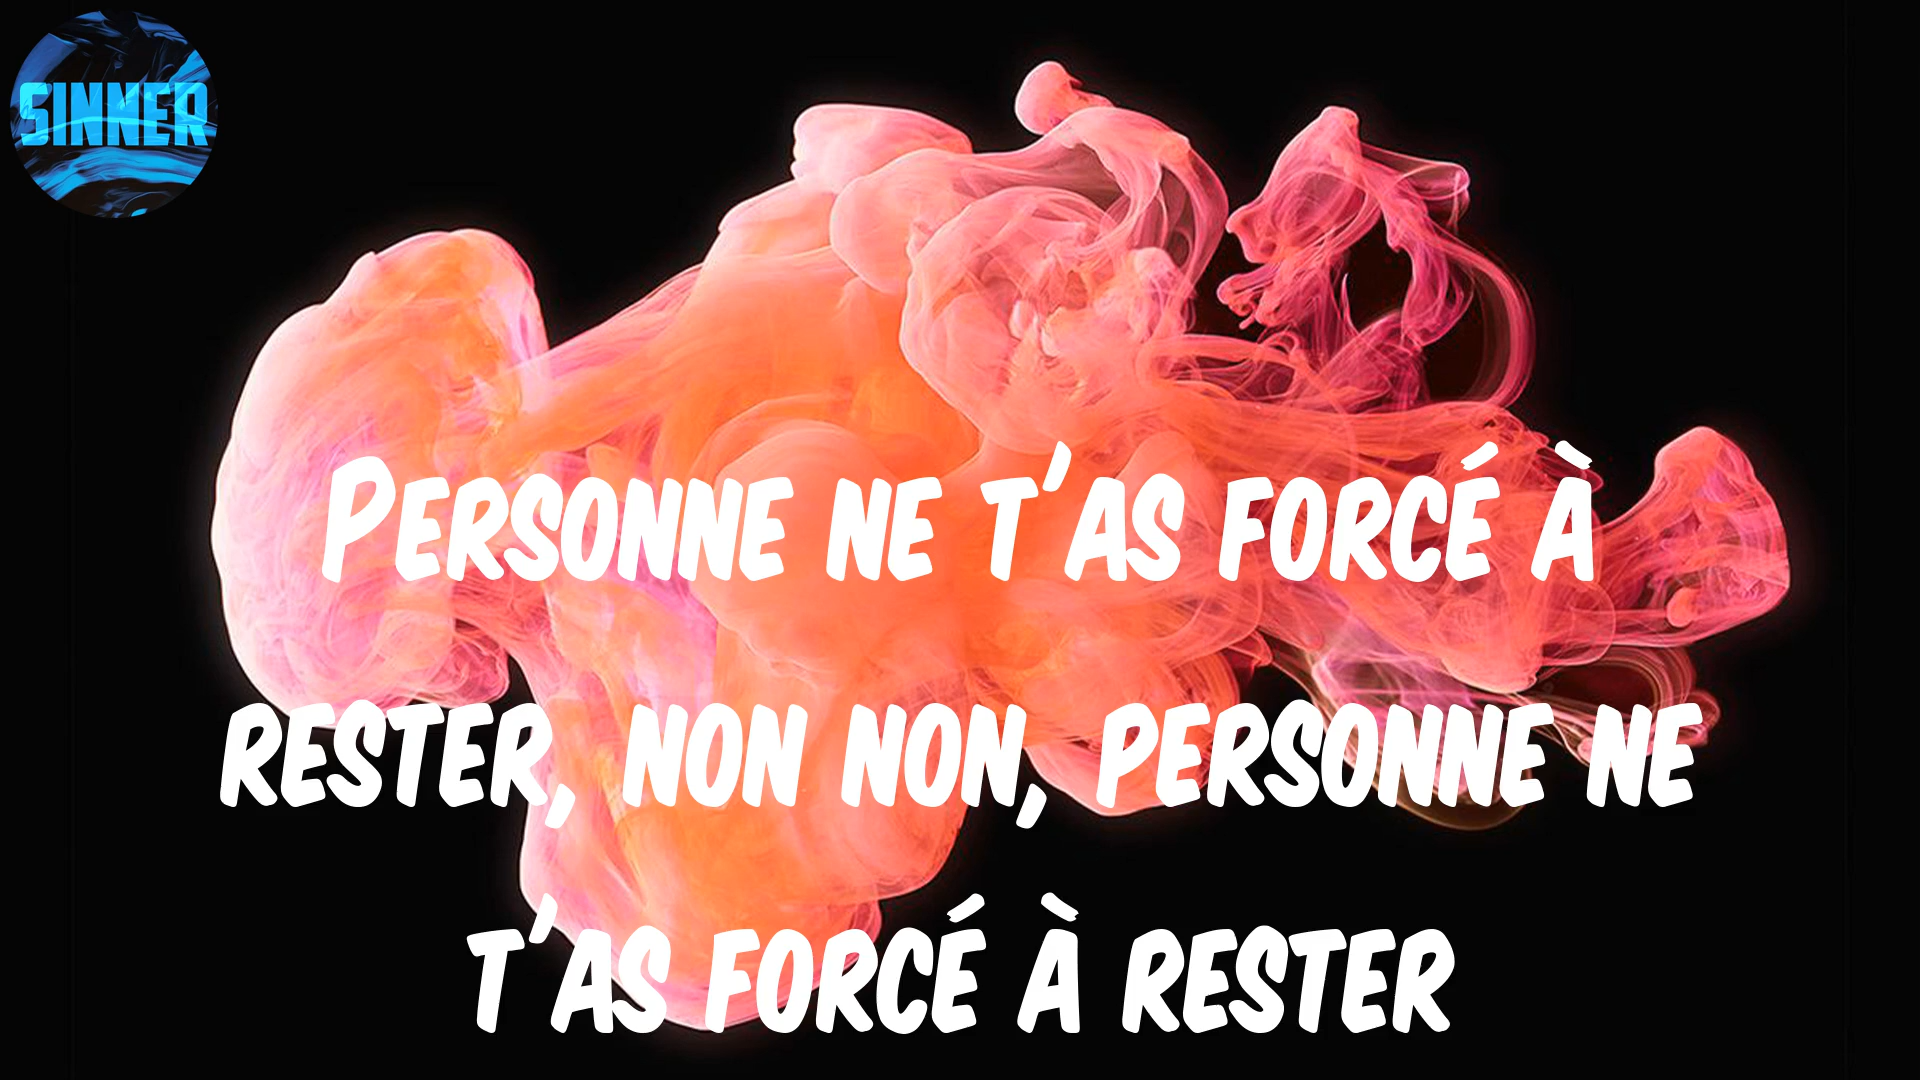 SINNER
Personne ne t'as forcé à
rester, non non, personne ne
t'as forcé à rester